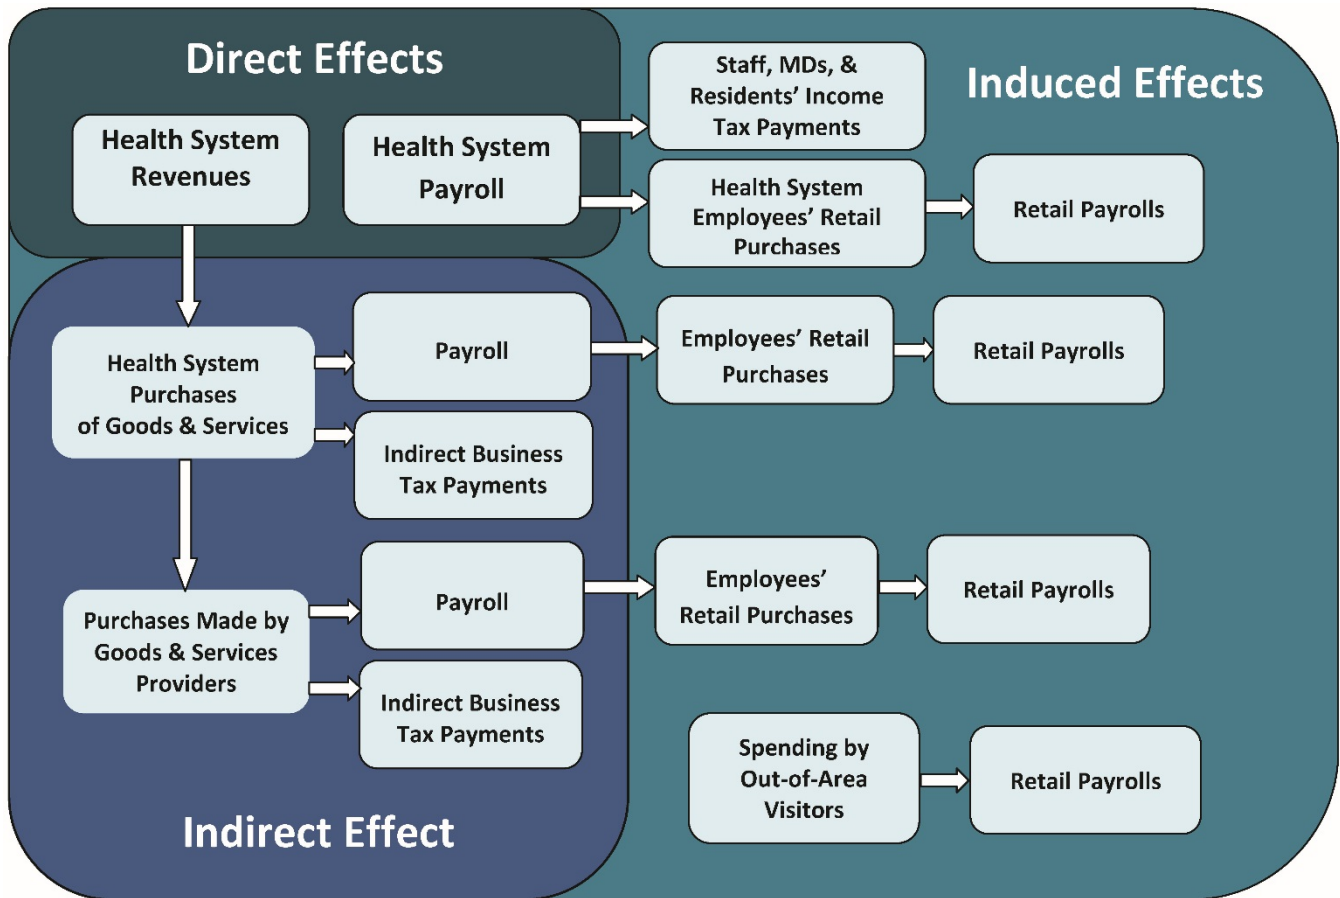 Direct Effects
Health System
Revenues
Health System
Payroll
Staff, MDs, &
Residents’ Income
Tax Payments
Induced Effects
Health System
Employees’ Retail
Purchases
Retail Payrolls
Health System
Purchases
of Goods & Services
Payroll
Employees’ Retail
Purchases
Retail Payrolls
Indirect Business
Tax Payments
Purchases Made by
Goods & Services
Providers
Payroll
Employees’
Retail Purchases
Retail Payrolls
Indirect Business
Tax Payments
Spending by
Out-of-Area
Visitors
Retail Payrolls
Indirect Effect